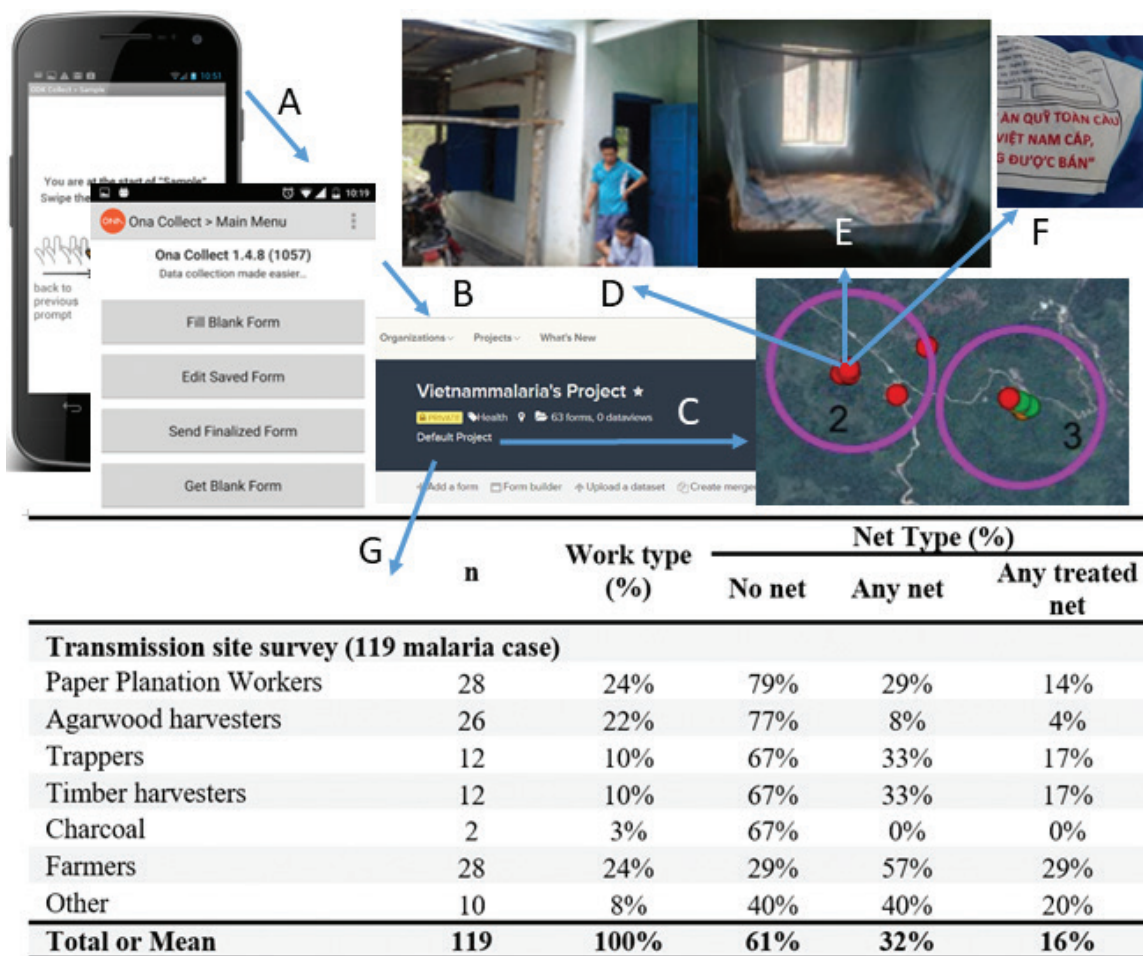 10:51
ODK Collect > Sample
You are at the start of "Sample"
Swipe the
back to
previous
prompt
A
10:19
Ona Collect > Main Menu
Ona Collect 1.4.8 (1057)
Data collection made easier...
Fill Blank Form
Edit Saved Form
Send Finalized Form
Get Blank Form
B
Organizations Projects What's New
Vietnammalaria's Project
PRIVATE Health 63 forms, 0 dataviews
Default Project
Add a form Form builder Upload a dataset Create merged
C
D
E
F
ÁN QUỸ TOÀN CẦU
VIỆT NAM CẤP,
G ĐƯỢC BÁN"
2
3
G
n Work type (%) Net Type (%)
No net Any net Any treated net
Transmission site survey (119 malaria case)
Paper Planation Workers 28 24% 79% 29% 14%
Agarwood harvesters 26 22% 77% 8% 4%
Trappers 12 10% 67% 33% 17%
Timber harvesters 12 10% 67% 33% 17%
Charcoal 2 3% 67% 0% 0%
Farmers 28 24% 29% 57% 29%
Other 10 8% 40% 40% 20%
Total or Mean 119 100% 61% 32% 16%